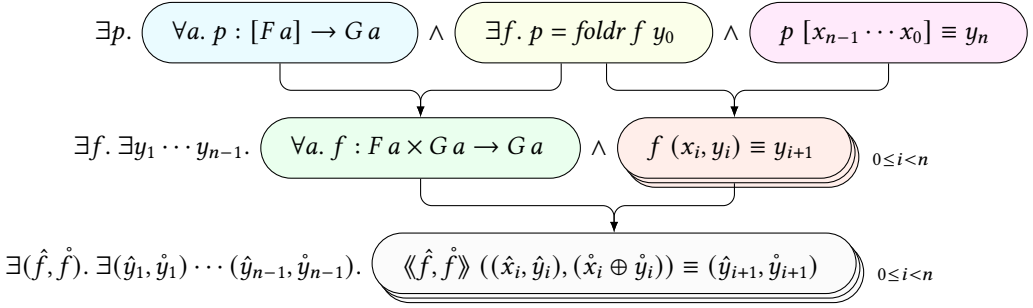 ∃p. ∀a. p : [F a] → G a ∧ ∃f. p = foldr f y₀ ∧ p [xₙ₋₁ ⋯ x₀] ≡ yₙ
∃f. ∃y₁ ⋯ yₙ₋₁. ∀a. f : F a × G a → G a ∧ f (xᵢ, yᵢ) ≡ yᵢ₊₁ 0≤i<n
∃(f̂, f̊). ∃(ŷ₁, ẙ₁) ⋯ (ŷₙ₋₁, ẙₙ₋₁). ⟪f̂, f̊⟫ ((x̂ᵢ, ŷᵢ), (x̊ᵢ ⊕ ẙᵢ)) ≡ (ŷᵢ₊₁, ẙᵢ₊₁) 0≤i<n